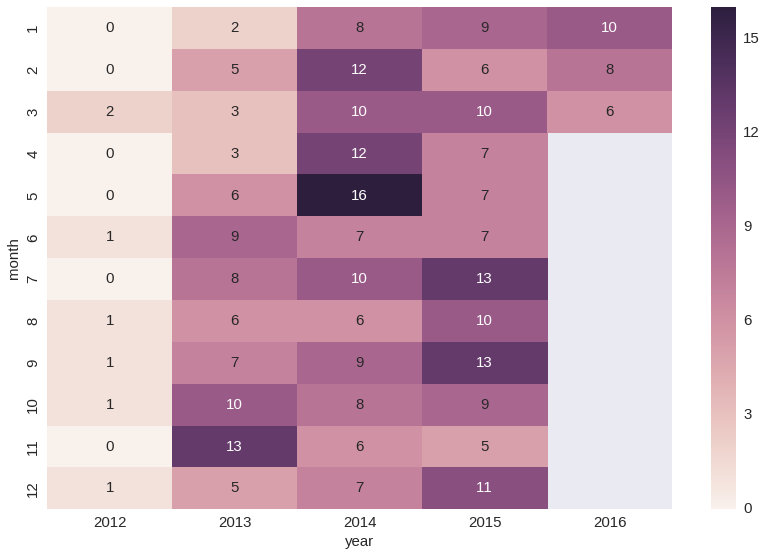 1 0 2 8 9 10
2 0 5 12 6 8
3 2 3 10 10 6
4 0 3 12 7
5 0 6 16 7
6 1 9 7 7
7 0 8 10 13
8 1 6 6 10
9 1 7 9 13
10 1 10 8 9
11 0 13 6 5
12 1 5 7 11
month
2012 2013 2014 2015 2016
year
15
12
9
6
3
0